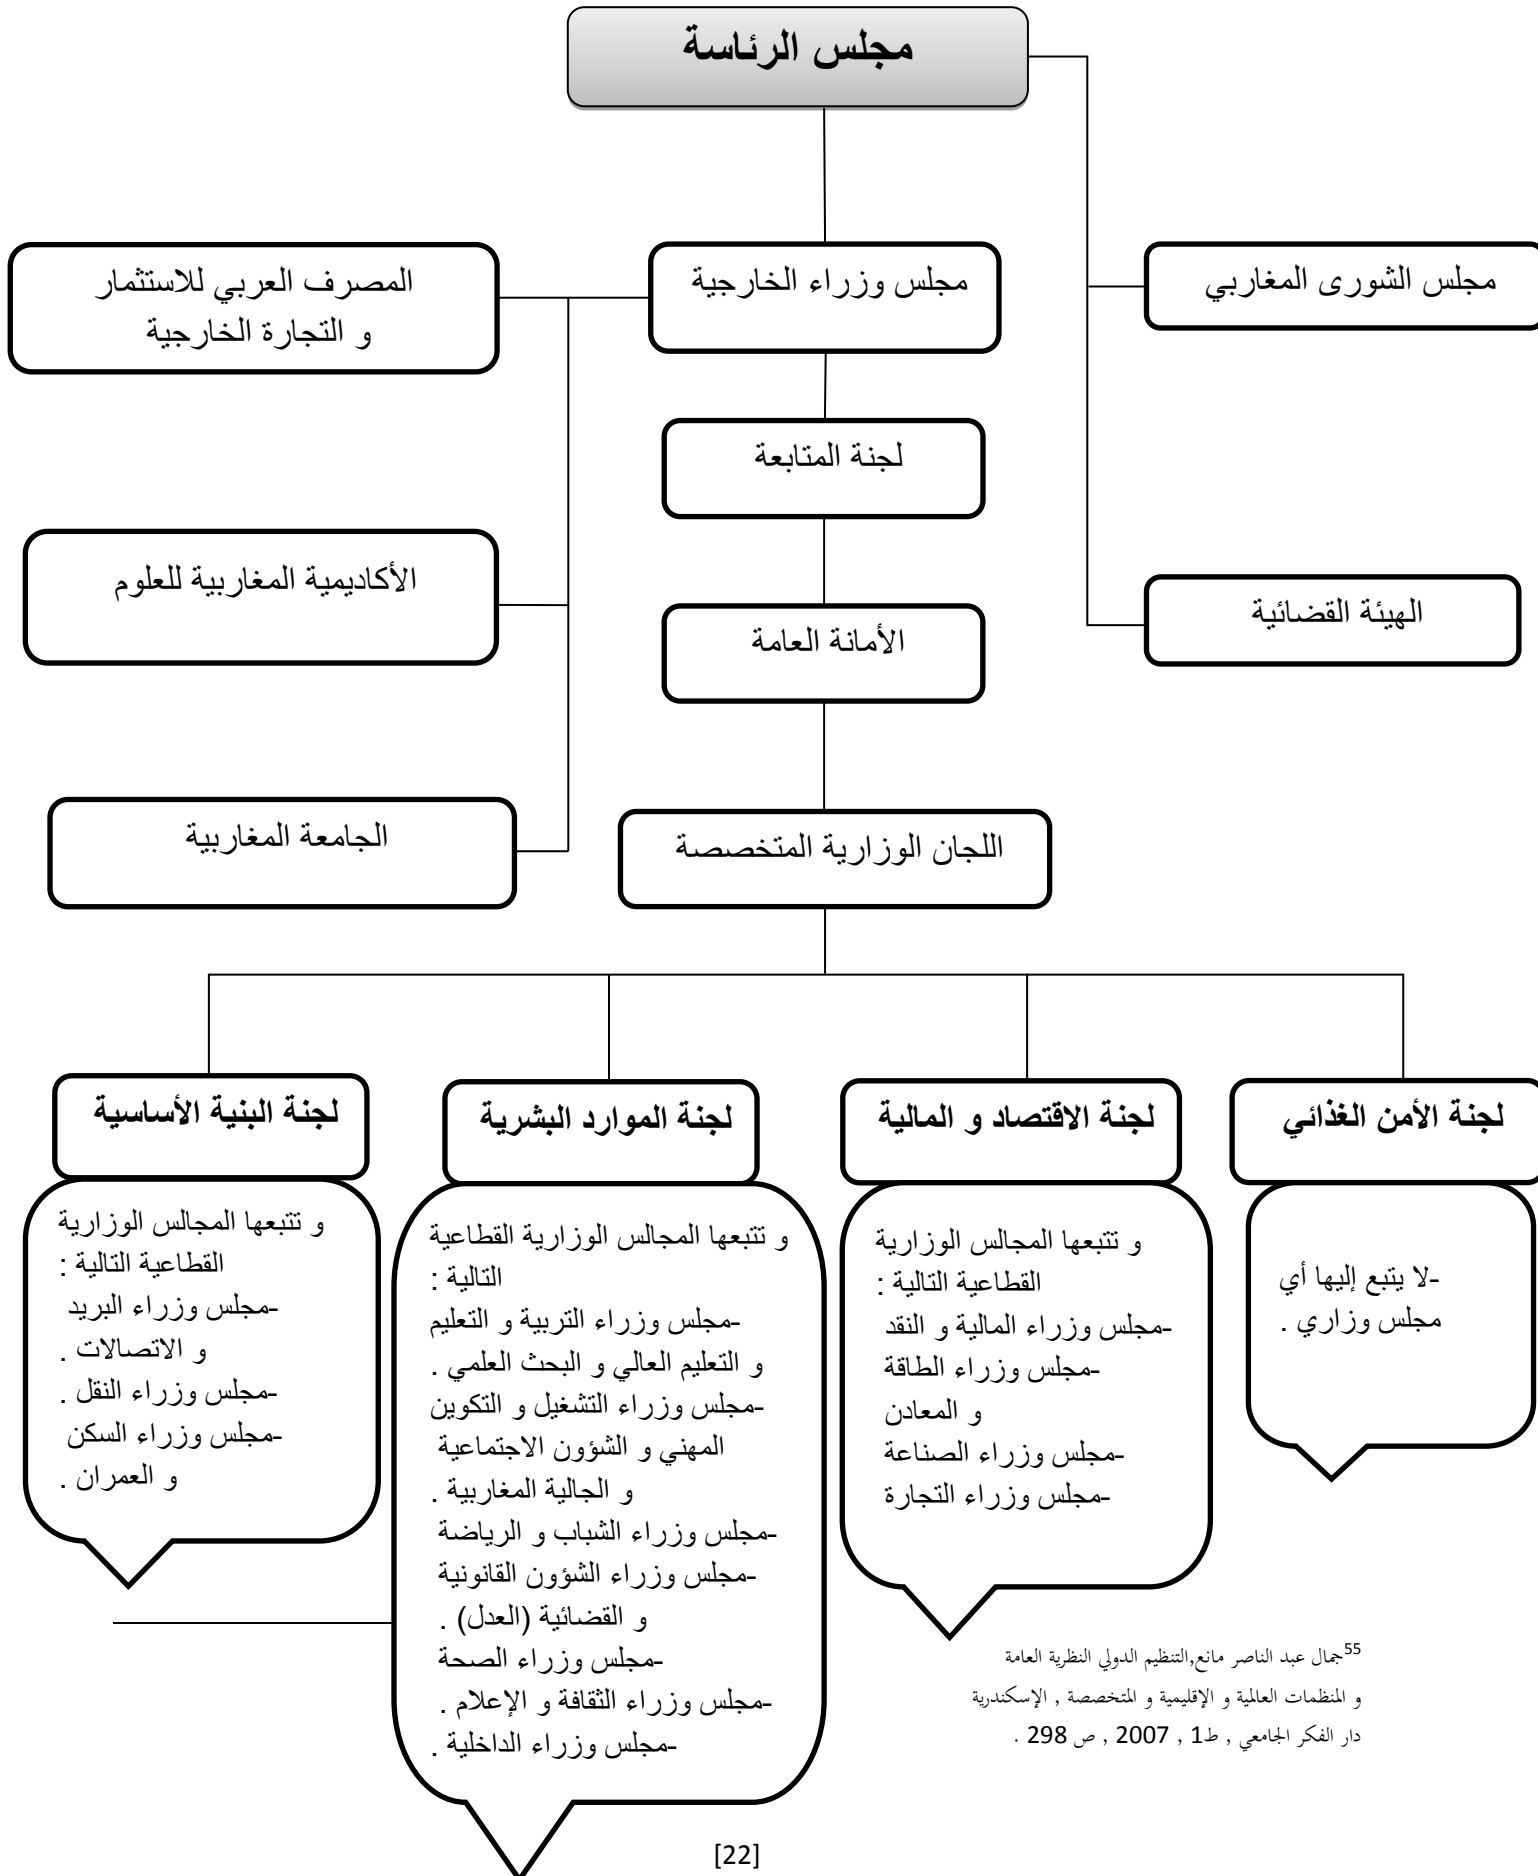 مجلس الرئاسة
مجلس الشورى المغاربي
مجلس وزراء الخارجية
المصرف العربي للاستثمار
و التجارة الخارجية
لجنة المتابعة
الأكاديمية المغاربية للعلوم
الهيئة القضائية
الأمانة العامة
الجامعة المغاربية
اللجان الوزارية المتخصصة
لجنة الأمن الغذائي
-لا يتبع إليها أي
مجلس وزاري .
لجنة الاقتصاد و المالية
و تتبعها المجالس الوزارية
القطاعية التالية :
-مجلس وزراء المالية و النقد
-مجلس وزراء الطاقة
و المعادن
-مجلس وزراء الصناعة
-مجلس وزراء التجارة
لجنة الموارد البشرية
و تتبعها المجالس الوزارية القطاعية
التالية :
-مجلس وزراء التربية و التعليم
و التعليم العالي و البحث العلمي .
-مجلس وزراء التشغيل و التكوين
المهني و الشؤون الاجتماعية
و الجالية المغاربية .
-مجلس وزراء الشباب و الرياضة
-مجلس وزراء الشؤون القانونية
و القضائية (العدل) .
-مجلس وزراء الصحة
-مجلس وزراء الثقافة و الإعلام .
-مجلس وزراء الداخلية .
لجنة البنية الأساسية
و تتبعها المجالس الوزارية
القطاعية التالية :
-مجلس وزراء البريد
و الاتصالات .
-مجلس وزراء النقل .
-مجلس وزراء السكن
و العمران .
55جمال عبد الناصر مانع,التنظيم الدولي النظرية العامة
و المنظمات العالمية و الإقليمية و المتخصصة , الإسكندرية
دار الفكر الجامعي , ط1 , 2007 , ص 298 .
[22]